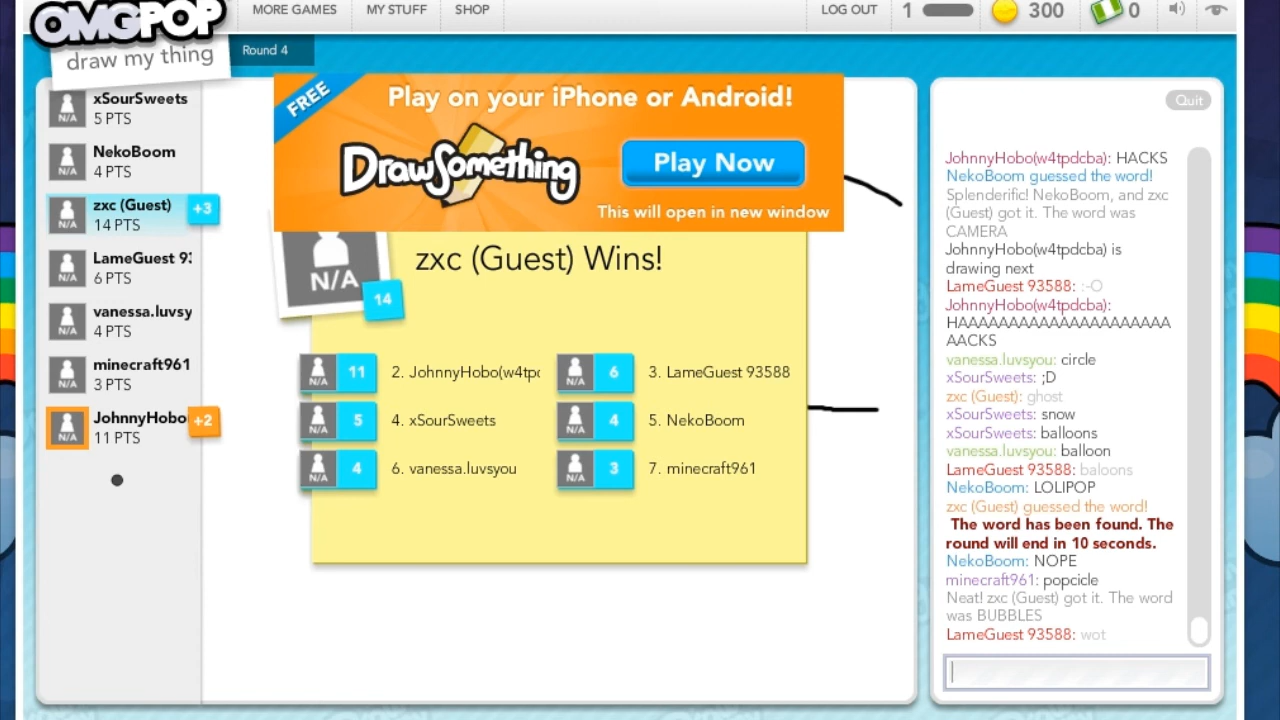 OMGPOP
draw my thing
MORE GAMES
MY STUFF
SHOP
LOG OUT
1
300
0
Round 4
xSourSweets
5 PTS
NekoBoom
4 PTS
zxc (Guest)
14 PTS
+3
LameGuest 93
6 PTS
vanessa.luvsy
4 PTS
minecraft961
3 PTS
JohnnyHobo
11 PTS
+2
N/A
N/A
N/A
N/A
N/A
N/A
N/A
FREE
Play on your iPhone or Android!
DrawSomething
Play Now
This will open in new window
N/A
14
zxc (Guest) Wins!
N/A 11 2. JohnnyHobo(w4tpc
N/A 6 3. LameGuest 93588
N/A 5 4. xSourSweets
N/A 4 5. NekoBoom
N/A 4 6. vanessa.luvsyou
N/A 3 7. minecraft961
Quit
JohnnyHobo(w4tpdcba): HACKS
NekoBoom guessed the word!
Splenderific! NekoBoom, and zxc
(Guest) got it. The word was
CAMERA
JohnnyHobo(w4tpdcba) is
drawing next
LameGuest 93588: :-O
JohnnyHobo(w4tpdcba):
HAAAAAAAAAAAAAAAAAAAA
AACKS
vanessa.luvsyou: circle
xSourSweets: ;D
zxc (Guest): ghost
xSourSweets: snow
xSourSweets: balloons
vanessa.luvsyou: balloon
LameGuest 93588: baloons
NekoBoom: LOLIPOP
zxc (Guest) guessed the word!
The word has been found. The
round will end in 10 seconds.
NekoBoom: NOPE
minecraft961: popcicle
Neat! zxc (Guest) got it. The word
was BUBBLES
LameGuest 93588: wot